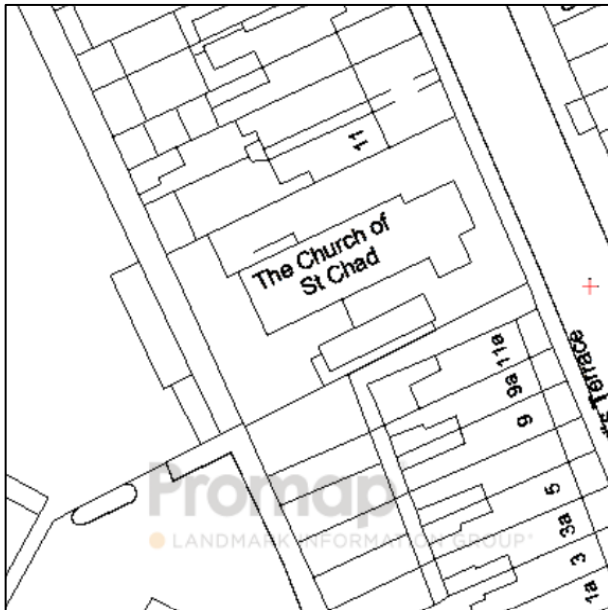 11
The Church of
St Chad
11a
9a
9
Terrace
5
3a
3
1a
Promap
LANDMARK INFORMATION GROUP